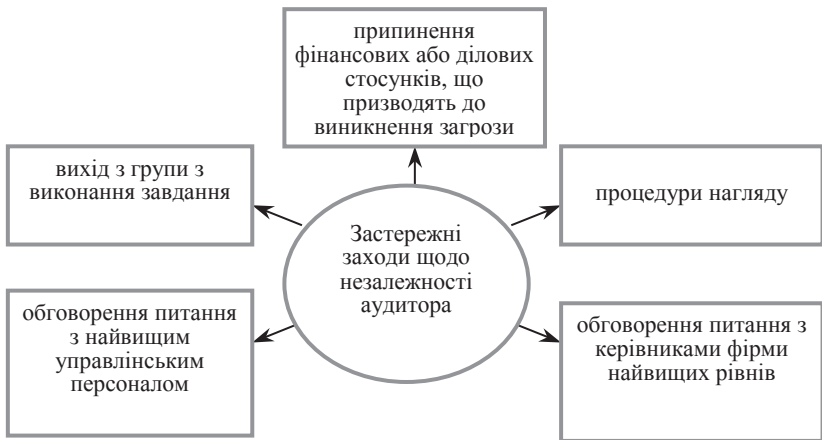 припинення
фінансових або ділових
стосунків, що
призводять до
виникнення загрози
вихід з групи з
виконання завдання
процедури нагляду
Застережні
заходи щодо
незалежності
аудитора
обговорення питання
з найвищим
управлінським
персоналом
обговорення питання з
керівниками фірми
найвищих рівнів